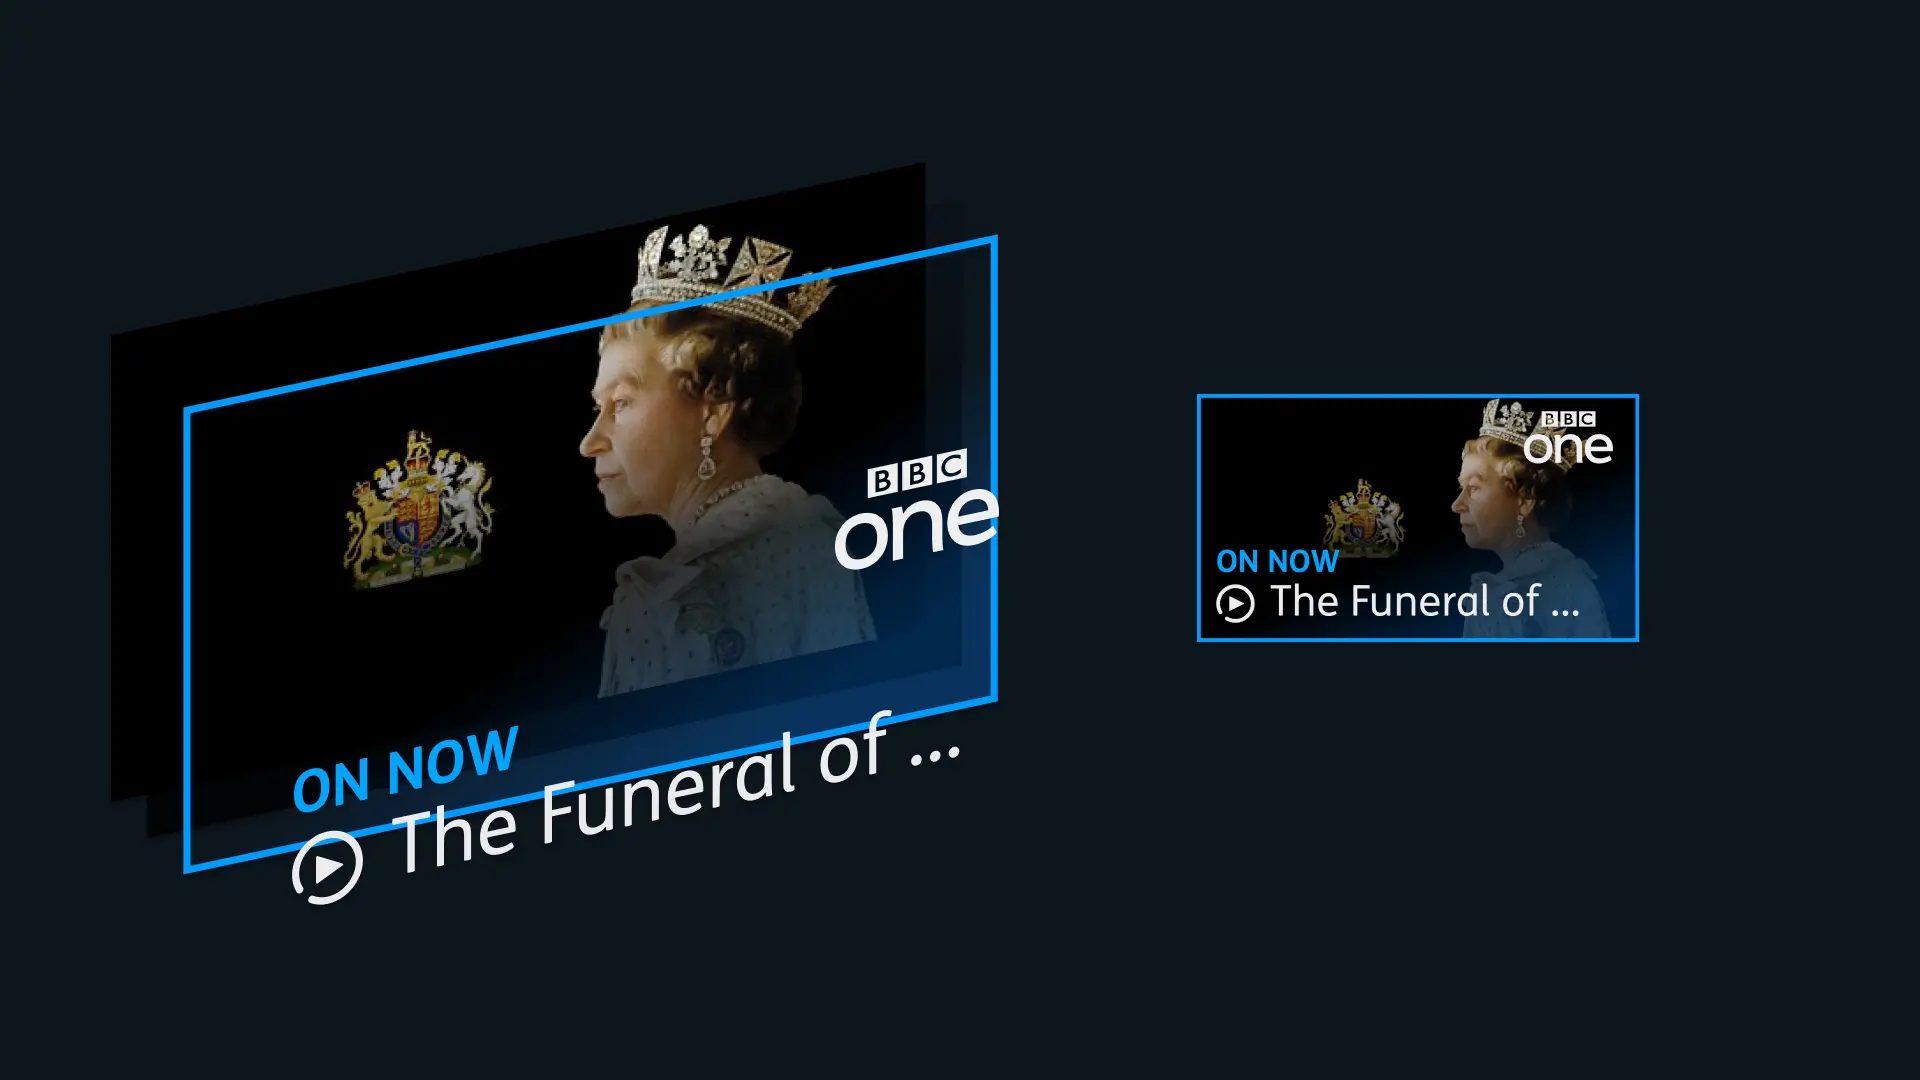 BBC
one
ON NOW
The Funeral of ...
BBC
one
ON NOW
The Funeral of ...